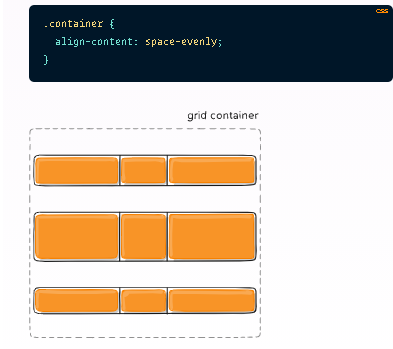 CSS
.container {
align-content: space-evenly;
}
grid container